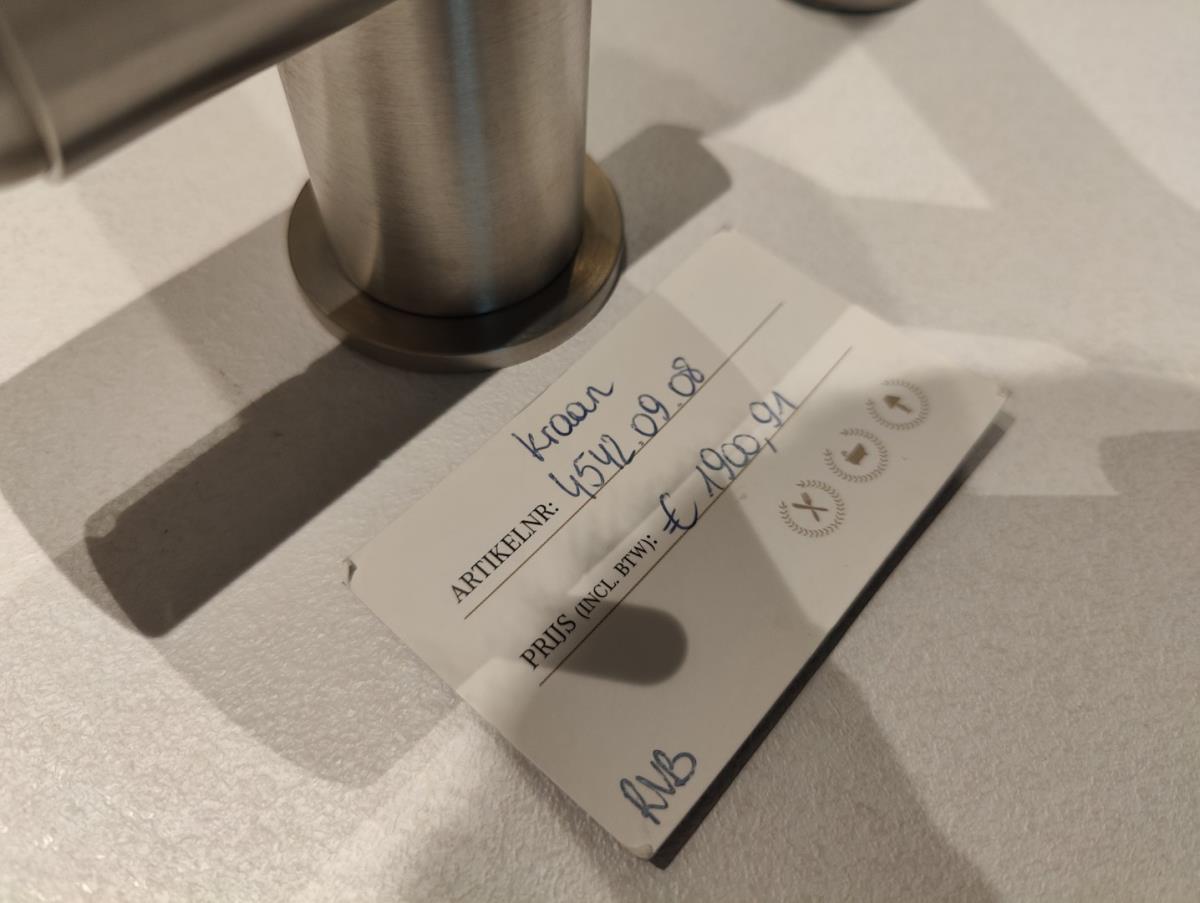 kraan
ARTIKELNR: 4542.09.08
PRIJS (INCL. BTW): € 1900,91
RVB